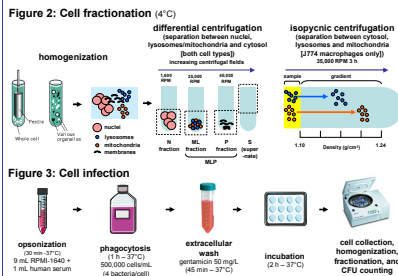 Figure 2: Cell fractionation (4°C)
differential centrifugation
(separation between nuclei,
lysosomes/mitochondria and cytosol
[both cell types])
increasing centrifugal fields
isopycnic centrifugation
(separation between cytosol,
lysosomes and mitochondria
[J774 macrophages only])
35,000 RPM 3 h
homogenization
Pestle
Whole cell
Various
organelles
nuclei
lysosomes
mitochondria
membranes
1,600
RPM
25,000
RPM
40,000
RPM
N
fraction
ML
fraction
P
fraction
S
(super
-nate)
MLP
sample
gradient
1.10
Density (g/cm³)
1.24
Figure 3: Cell infection
opsonization
(30 min -37°C)
9 mL RPMI-1640 +
1 mL human serum
phagocytosis
(1 h – 37°C)
500,000 cells/mL
(4 bacteria/cell)
extracellular
wash
gentamicin 50 mg/L
(45 min – 37°C)
incubation
(2 h – 37°C)
cell collection,
homogenization,
fractionation, and
CFU counting